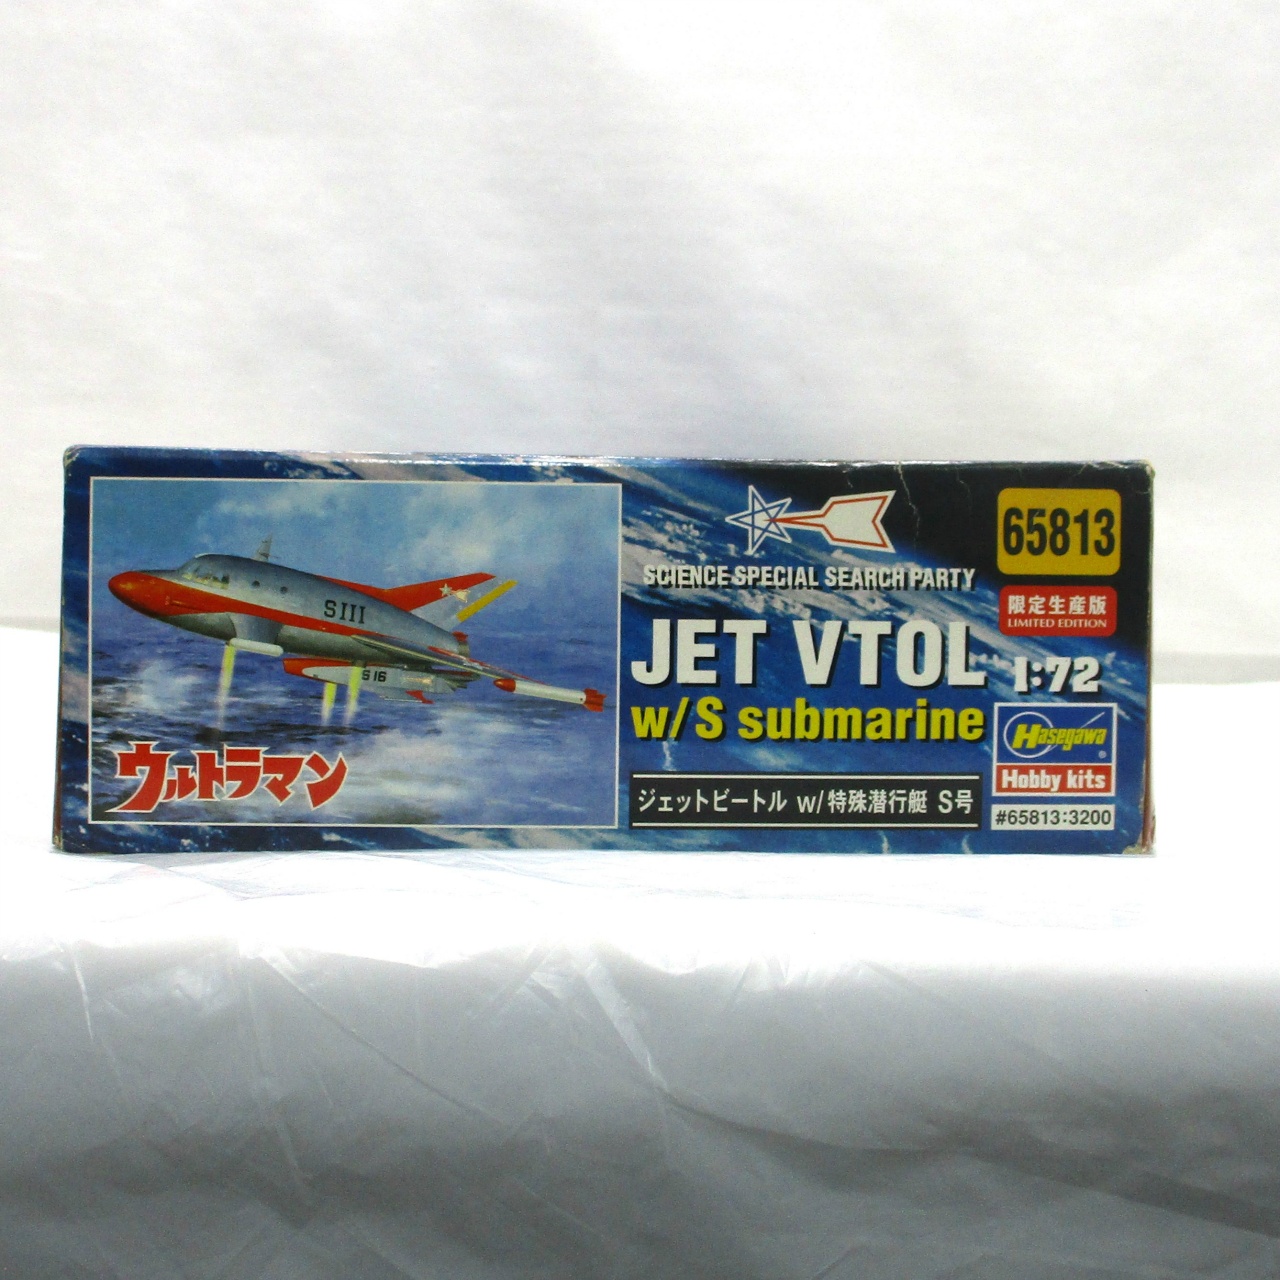 SIII
S 16
ウルトラマン
SCIENCE SPECIAL SEARCH PARTY
JET VTOL
w/S submarine
ジェットビートル w/特殊潜行艇 S号
65813
限定生産版
LIMITED EDITION
1:72
Hasegawa
Hobby kits
#65813:3200